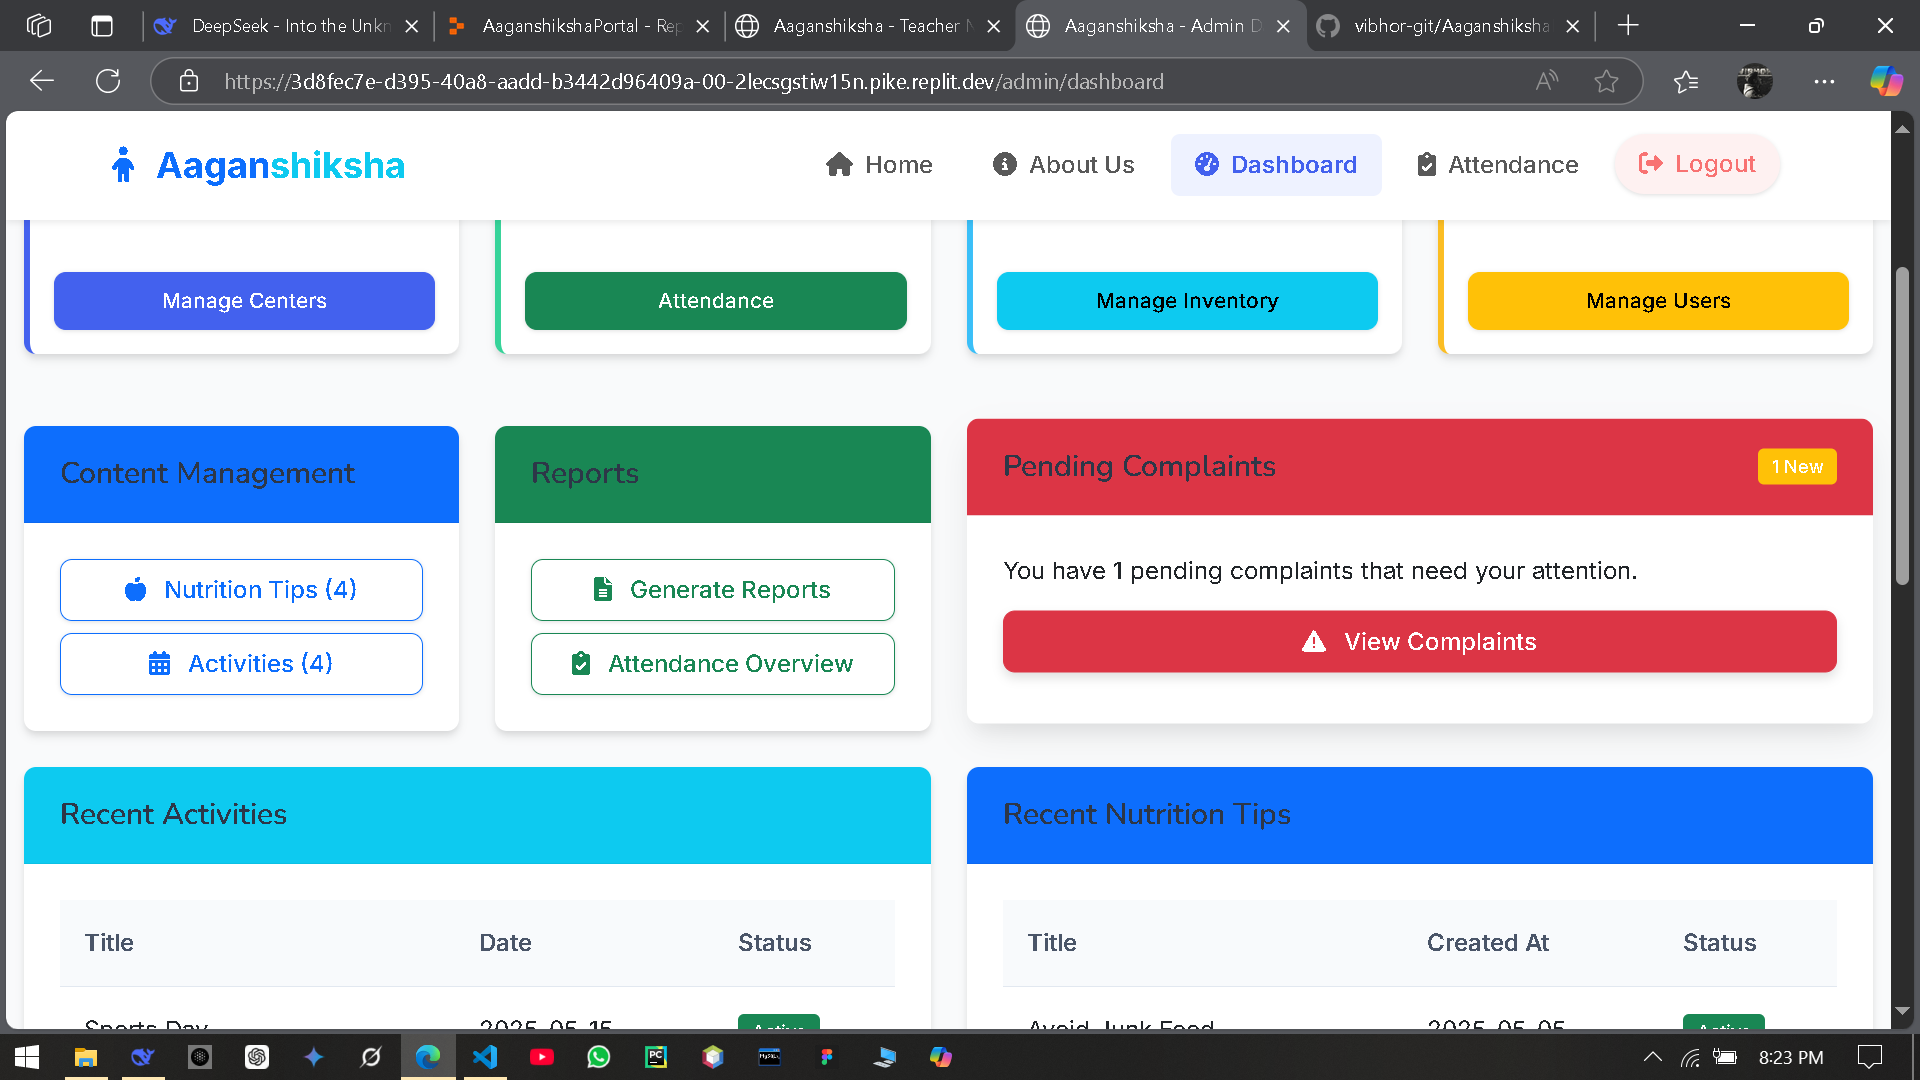 DeepSeek - Into the Unkn
AaganshikshaPortal - Rep
Aaganshiksha - Teacher N
Aaganshiksha - Admin D
vibhor-git/Aaganshiksha
https://3d8fec7e-d395-40a8-aadd-b3442d96409a-00-2lecsgstiw15n.pike.replit.dev/admin/dashboard
Aaganshiksha
Home
About Us
Dashboard
Attendance
Logout
Manage Centers
Attendance
Manage Inventory
Manage Users
Content Management
Reports
Pending Complaints
1 New
Nutrition Tips (4)
Activities (4)
Generate Reports
Attendance Overview
You have 1 pending complaints that need your attention.
View Complaints
Recent Activities
Recent Nutrition Tips
Title Date Status
Title Created At Status
Sports Day 2025-05-15 Active
Avoid Junk Food 2025-05-05 Active
8:23 PM